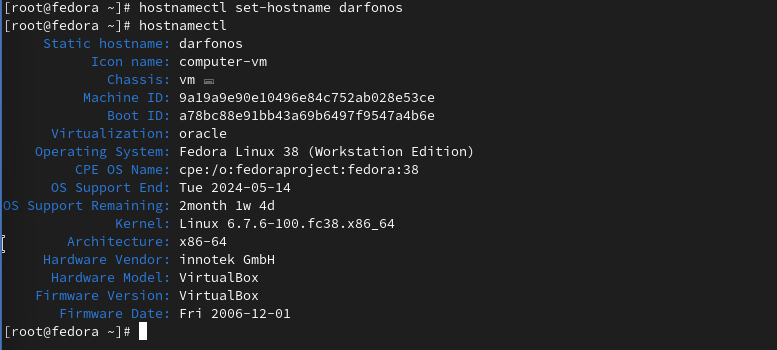 [root@fedora ~]# hostnamectl set-hostname darfonos
[root@fedora ~]# hostnamectl
Static hostname: darfonos
Icon name: computer-vm
Chassis: vm 🖴
Machine ID: 9a19a9e90e10496e84c752ab028e53ce
Boot ID: a78bc88e91bb43a69b6497f9547a4b6e
Virtualization: oracle
Operating System: Fedora Linux 38 (Workstation Edition)
CPE OS Name: cpe:/o:fedoraproject:fedora:38
OS Support End: Tue 2024-05-14
OS Support Remaining: 2month 1w 4d
Kernel: Linux 6.7.6-100.fc38.x86_64
Architecture: x86-64
Hardware Vendor: innotek GmbH
Hardware Model: VirtualBox
Firmware Version: VirtualBox
Firmware Date: Fri 2006-12-01
[root@fedora ~]#